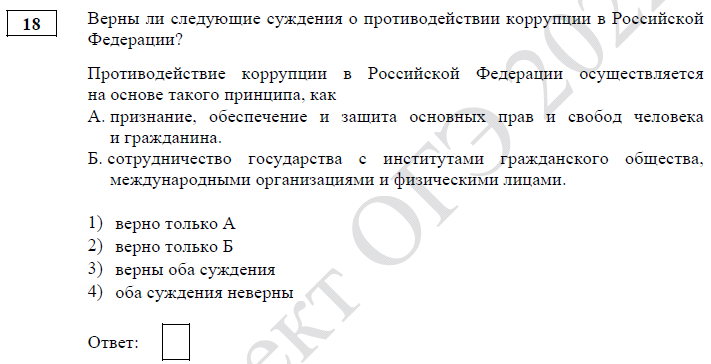 18
Верны ли следующие суждения о противодействии коррупции в Российской
Федерации?
Противодействие коррупции в Российской Федерации осуществляется
на основе такого принципа, как
А. признание, обеспечение и защита основных прав и свобод человека
и гражданина.
Б. сотрудничество государства с институтами гражданского общества,
международными организациями и физическими лицами.
1) верно только А
2) верно только Б
3) верны оба суждения
4) оба суждения неверны
Ответ:
ект ОГЭ 202